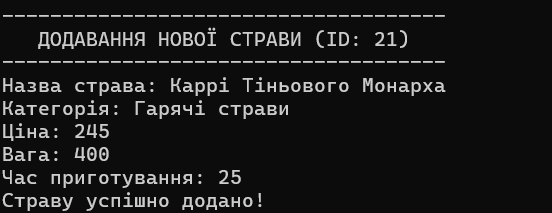 -------------------------------------
ДОДАВАННЯ НОВОЇ СТРАВИ (ID: 21)
-------------------------------------
Назва страва: Каррі Тіньового Монарха
Категорія: Гарячі страви
Ціна: 245
Вага: 400
Час приготування: 25
Страву успішно додано!